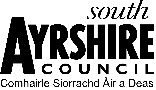 south
AYRSHIRE
COUNCIL
Comhairle Siorrachd Àir a Deas